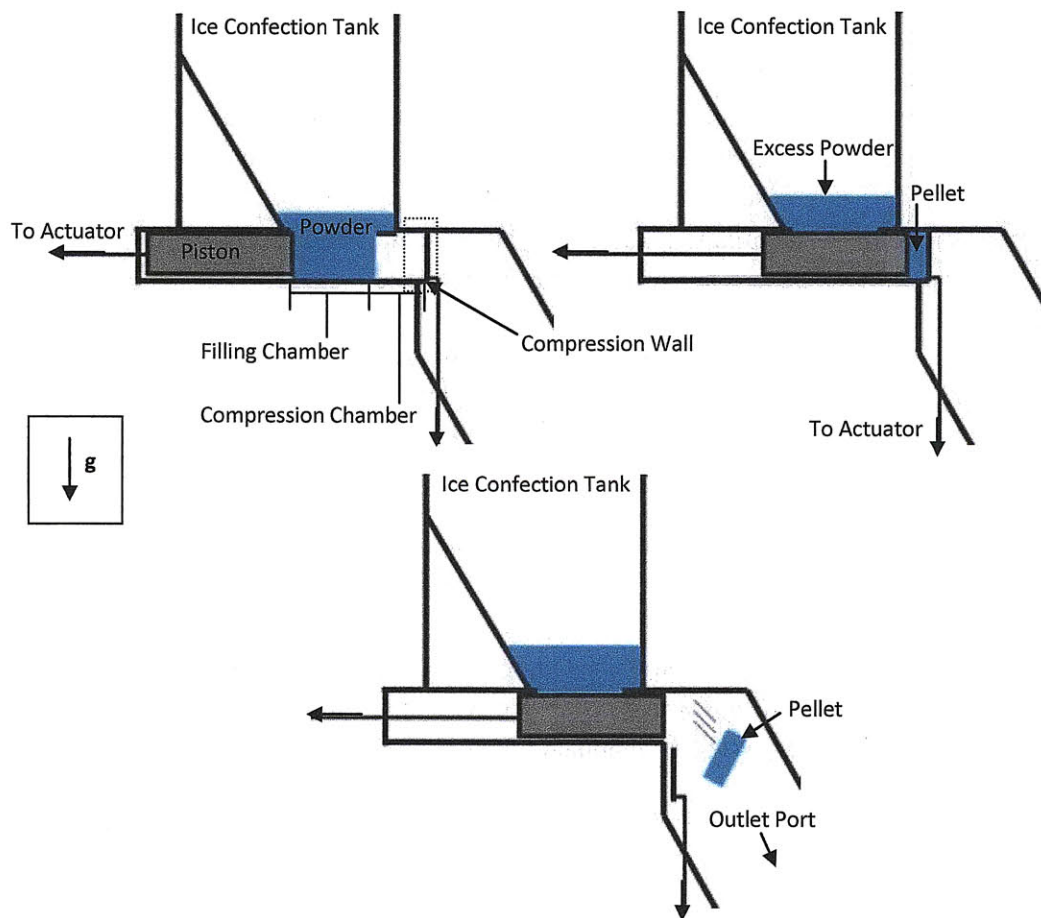 Ice Confection Tank
To Actuator
Powder
Piston
Filling Chamber
Compression Wall
Compression Chamber
Ice Confection Tank
Excess Powder
Pellet
To Actuator
g
Ice Confection Tank
Pellet
Outlet Port